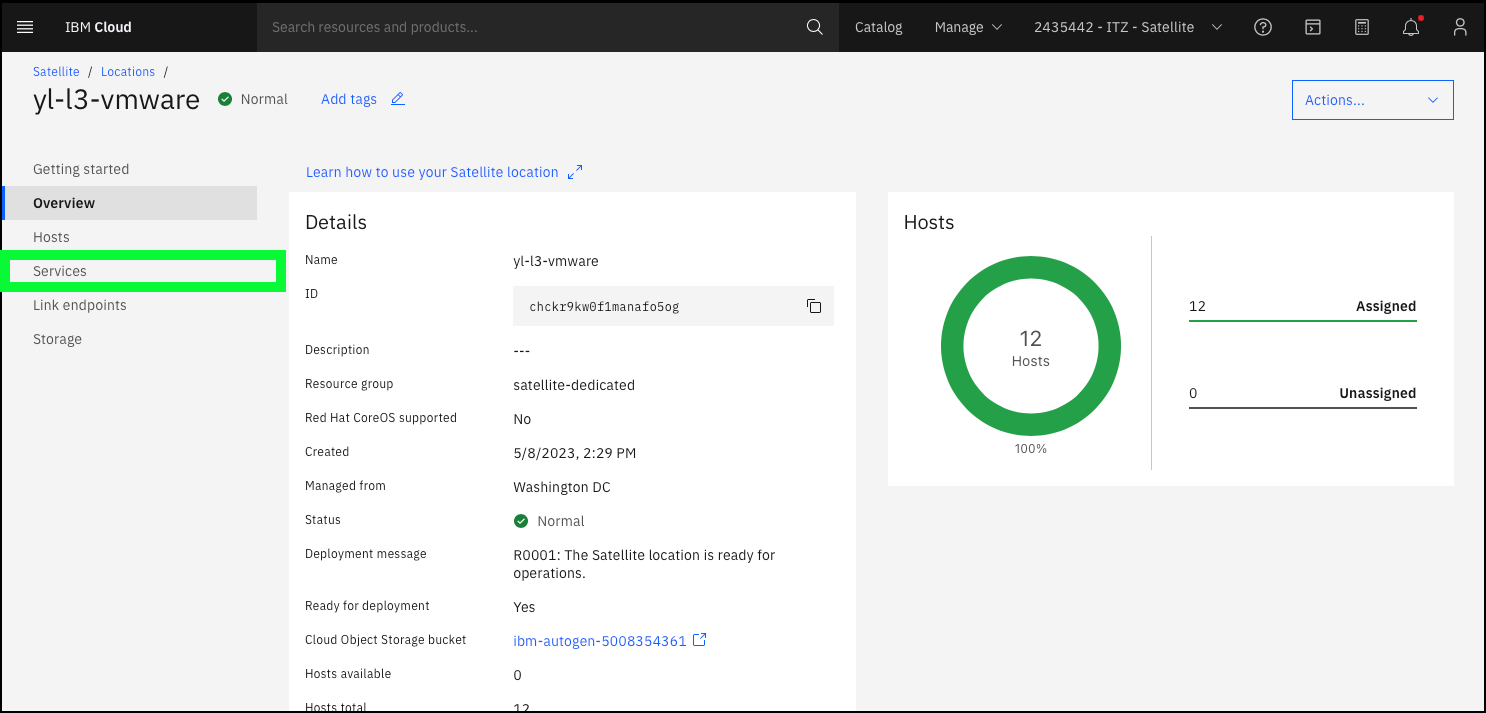 IBM Cloud
Search resources and products...
Catalog
Manage
2435442 - ITZ - Satellite
Satellite / Locations /
yl-l3-vmware
Normal
Add tags
Actions...
Getting started
Overview
Hosts
Services
Link endpoints
Storage
Learn how to use your Satellite location
Details
Name yl-l3-vmware
ID chckr9kw0f1manafo5og
Description ---
Resource group satellite-dedicated
Red Hat CoreOS supported No
Created 5/8/2023, 2:29 PM
Managed from Washington DC
Status Normal
Deployment message R0001: The Satellite location is ready for
operations.
Ready for deployment Yes
Cloud Object Storage bucket ibm-autogen-5008354361
Hosts available 0
Hosts total 12
Hosts
12
Hosts
100%
12 Assigned
0 Unassigned